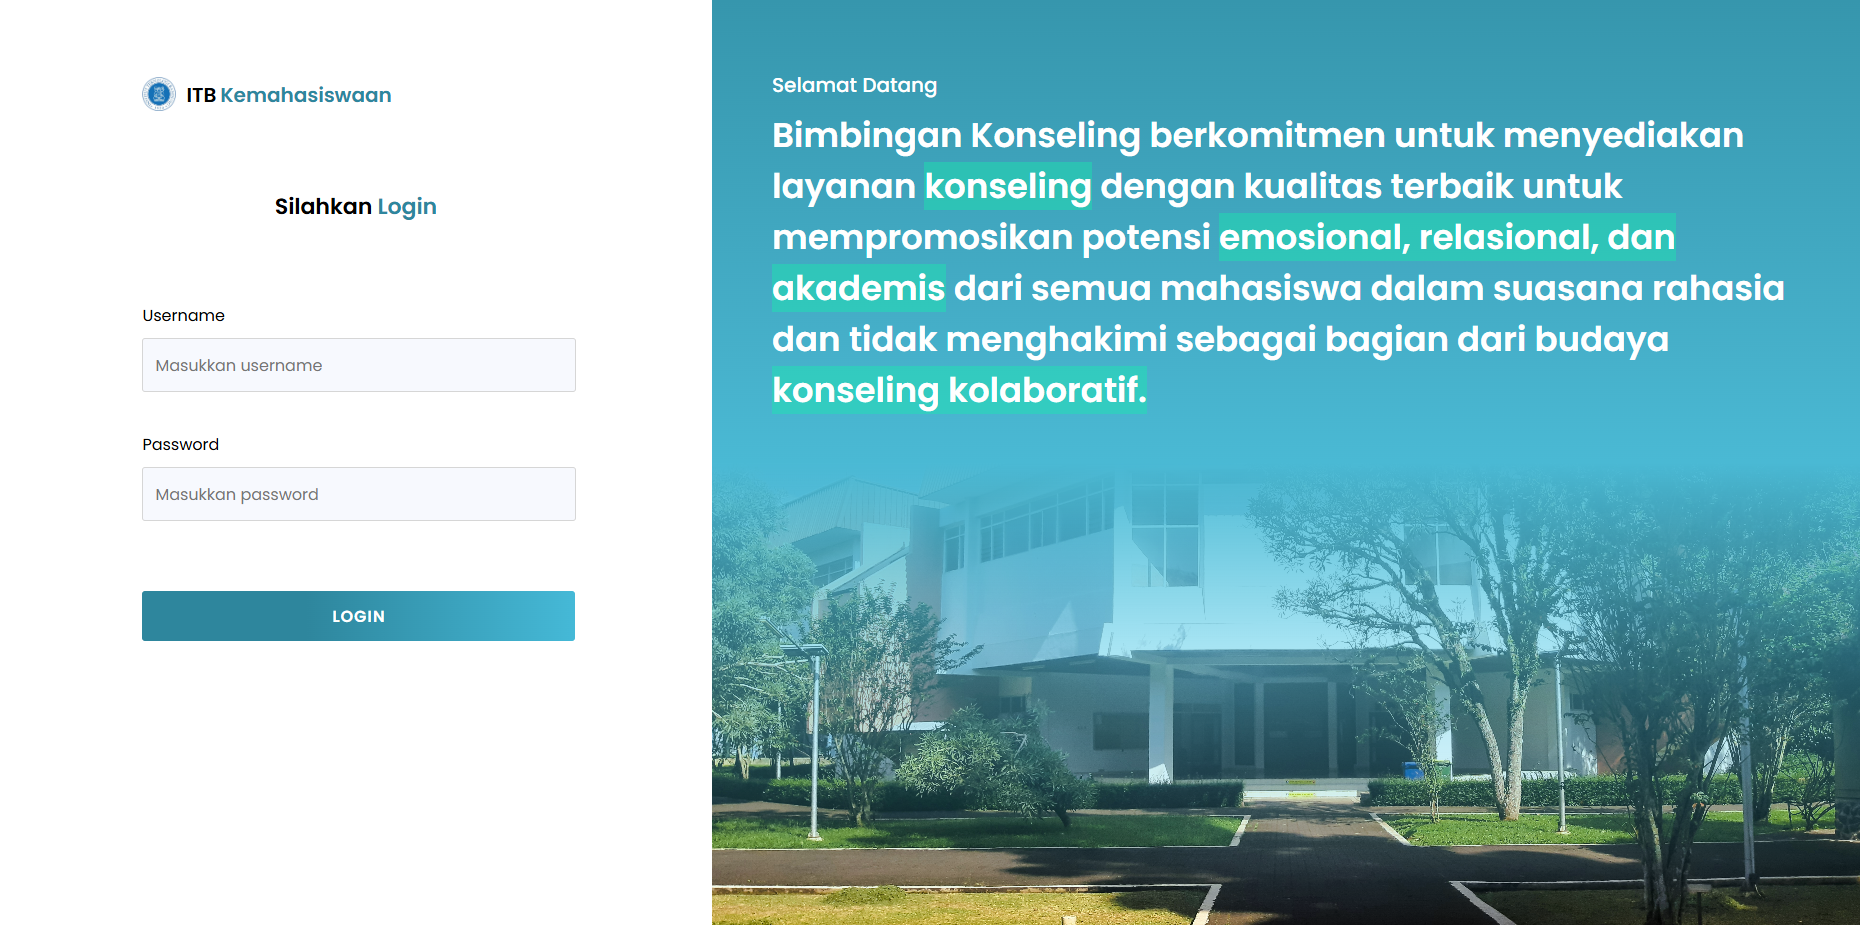 ITB Kemahasiswaan
Silahkan Login
Username
Masukkan username
Password
Masukkan password
LOGIN
Selamat Datang
Bimbingan Konseling berkomitmen untuk menyediakan
layanan konseling dengan kualitas terbaik untuk
mempromosikan potensi emosional, relasional, dan
akademis dari semua mahasiswa dalam suasana rahasia
dan tidak menghakimi sebagai bagian dari budaya
konseling kolaboratif.